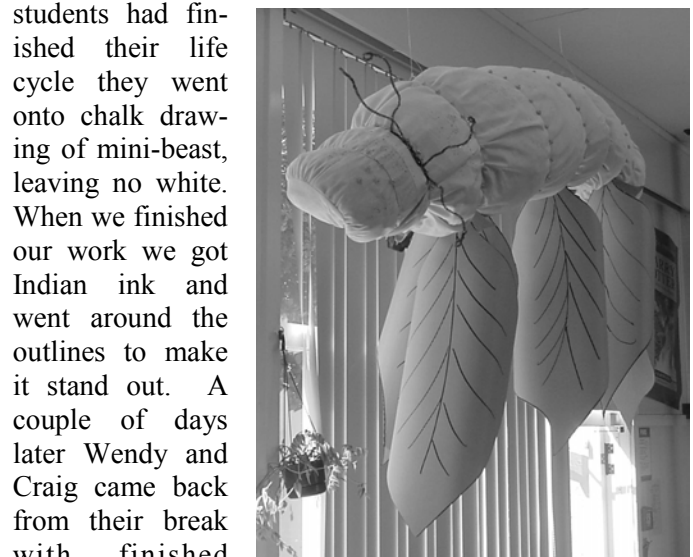 students had fin-
ished their life
cycle they went
onto chalk draw-
ing of mini-beast,
leaving no white.
When we finished
our work we got
Indian ink and
went around the
outlines to make
it stand out. A
couple of days
later Wendy and
Craig came back
from their break
with finished